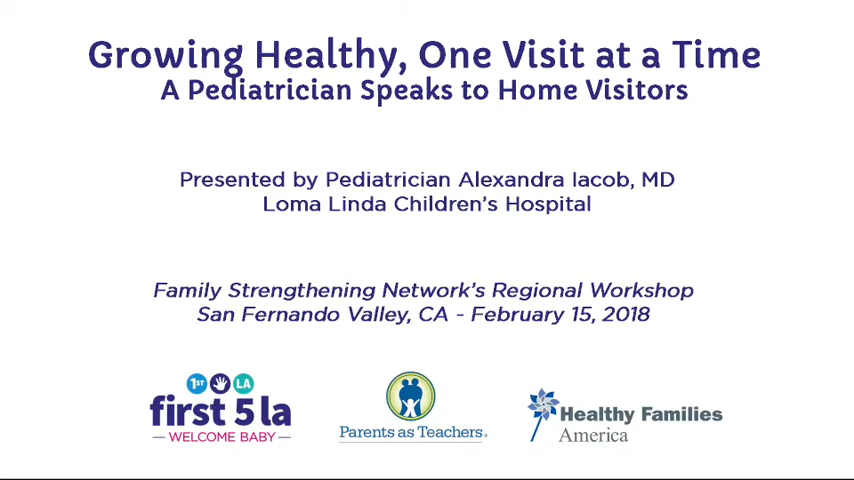 Growing Healthy, One Visit at a Time
A Pediatrician Speaks to Home Visitors
Presented by Pediatrician Alexandra Iacob, MD
Loma Linda Children's Hospital
Family Strengthening Network's Regional Workshop
San Fernando Valley, CA - February 15, 2018
1ST LA
first 5 la
WELCOME BABY
Parents as Teachers®
Healthy Families
America